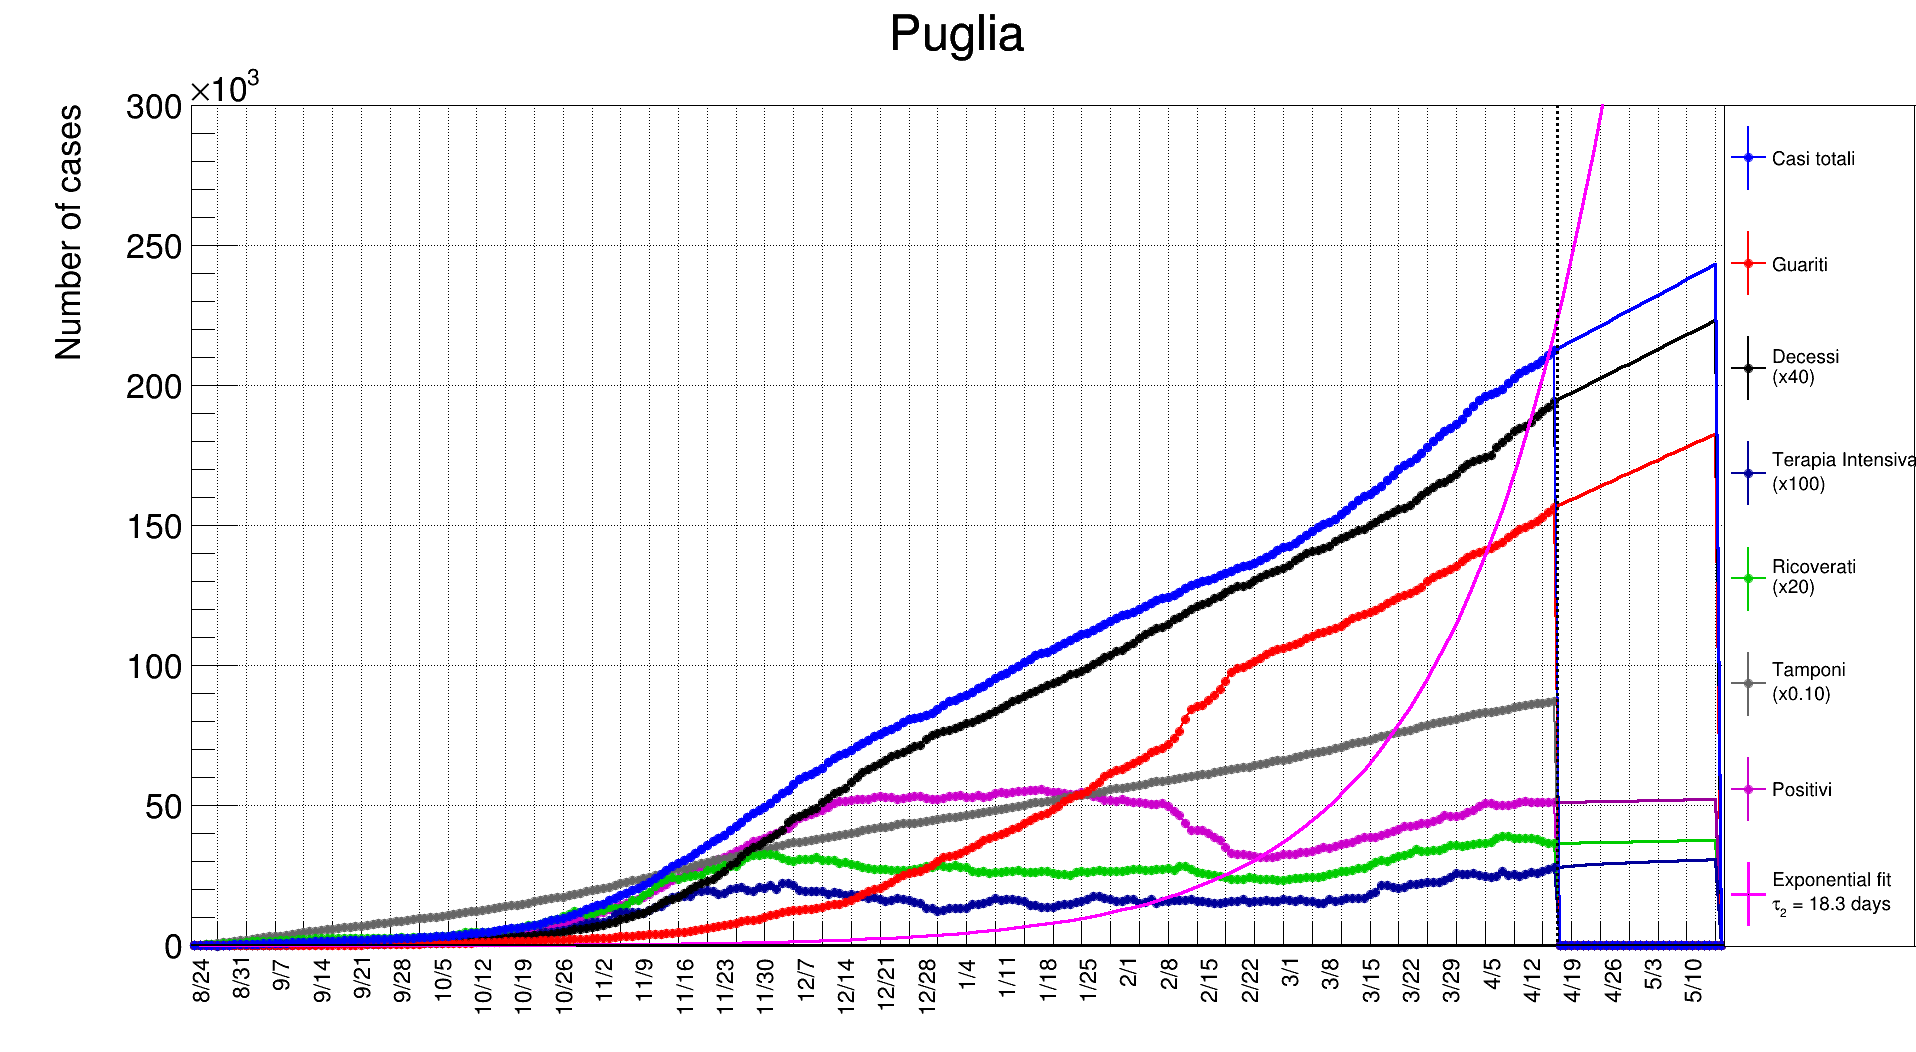 Puglia
×10³
Number of cases
300
250
200
150
100
50
0
8/24 8/31 9/7 9/14 9/21 9/28 10/5 10/12 10/19 10/26 11/2 11/9 11/16 11/23 11/30 12/7 12/14 12/21 12/28 1/4 1/11 1/18 1/25 2/1 2/8 2/15 2/22 3/1 3/8 3/15 3/22 3/29 4/5 4/12 4/19 4/26 5/3 5/10
Casi totali
Guariti
Decessi
(x40)
Terapia Intensiva
(x100)
Ricoverati
(x20)
Tamponi
(x0.10)
Positivi
Exponential fit
τ₂ = 18.3 days